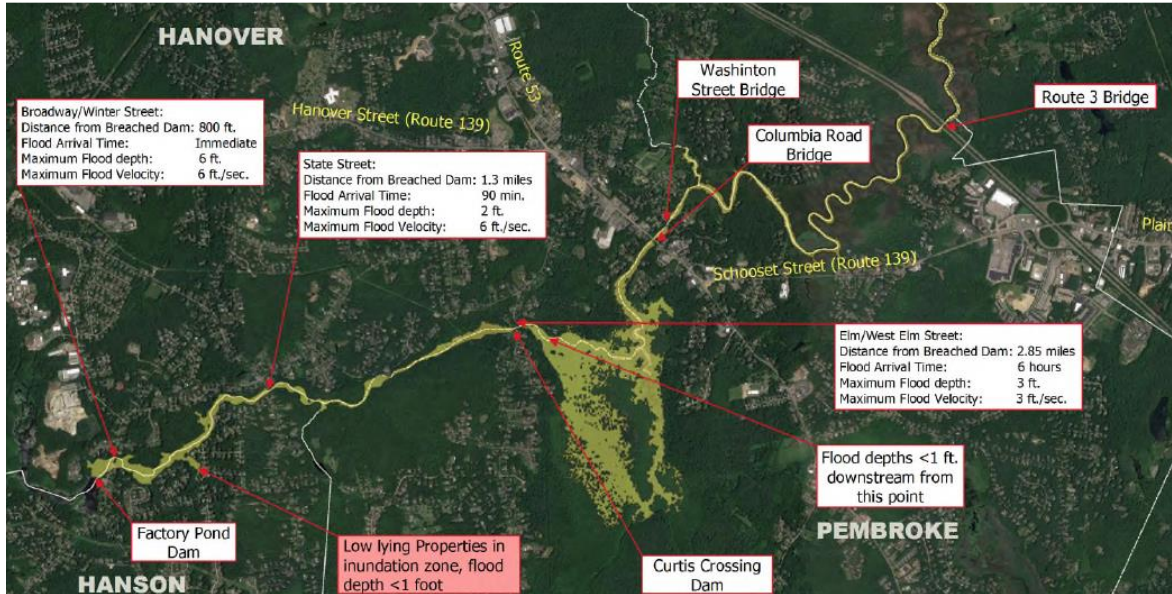 HANOVER
Route 53
Washinton
Street Bridge
Route 3 Bridge
Broadway/Winter Street:
Distance from Breached Dam: 800 ft.
Flood Arrival Time: Immediate
Maximum Flood depth: 6 ft.
Maximum Flood Velocity: 6 ft./sec.
Hanover Street (Route 139)
Columbia Road
Bridge
State Street:
Distance from Breached Dam: 1.3 miles
Flood Arrival Time: 90 min.
Maximum Flood depth: 2 ft.
Maximum Flood Velocity: 6 ft./sec.
Plain
Schooset Street (Route 139)
Elm/West Elm Street:
Distance from Breached Dam: 2.85 miles
Flood Arrival Time: 6 hours
Maximum Flood depth: 3 ft.
Maximum Flood Velocity: 3 ft./sec.
Flood depths <1 ft.
downstream from
this point
PEMBROKE
Factory Pond
Dam
Low lying Properties in
inundation zone, flood
depth <1 foot
Curtis Crossing
Dam
HANSON